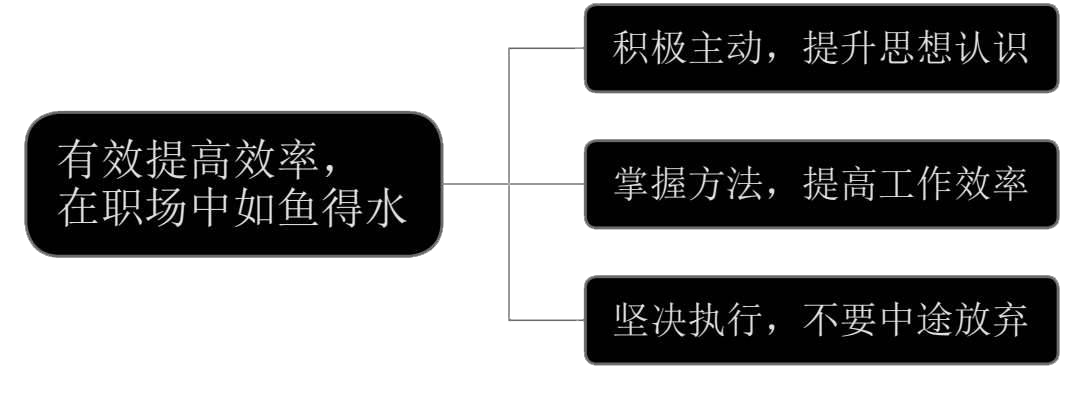 有效提高效率，
在职场中如鱼得水
积极主动，提升思想认识
掌握方法，提高工作效率
坚决执行，不要中途放弃